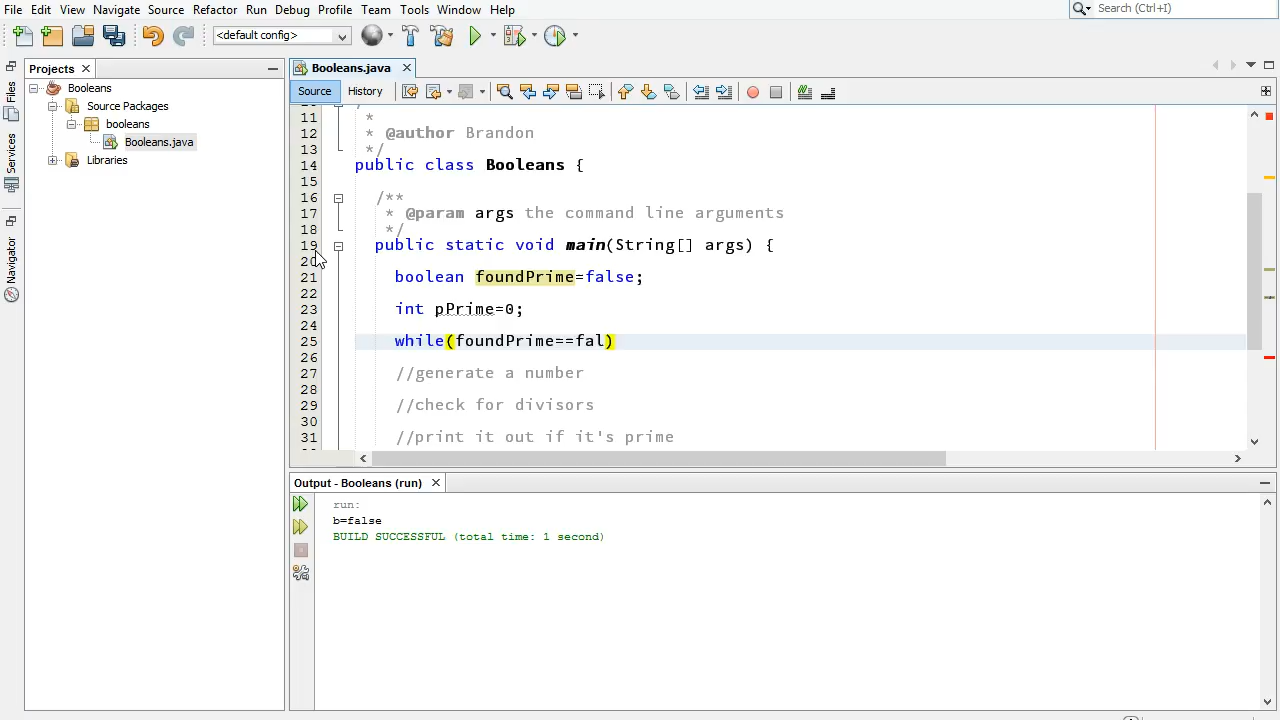 File Edit View Navigate Source Refactor Run Debug Profile Team Tools Window Help
Search (Ctrl+I)
<default config>
Projects
Booleans
Source Packages
booleans
Booleans.java
Libraries
Files
Services
Navigator
Booleans.java
Source History
11 *
12 * @author Brandon
13 */
14 public class Booleans {
15
16 /**
17 * @param args the command line arguments
18 */
19 public static void main(String[] args) {
20
21 boolean foundPrime=false;
22
23 int pPrime=0;
24
25 while(foundPrime==fal)
26
27 //generate a number
28
29 //check for divisors
30
31 //print it out if it's prime
Output - Booleans (run)
run:
b=false
BUILD SUCCESSFUL (total time: 1 second)